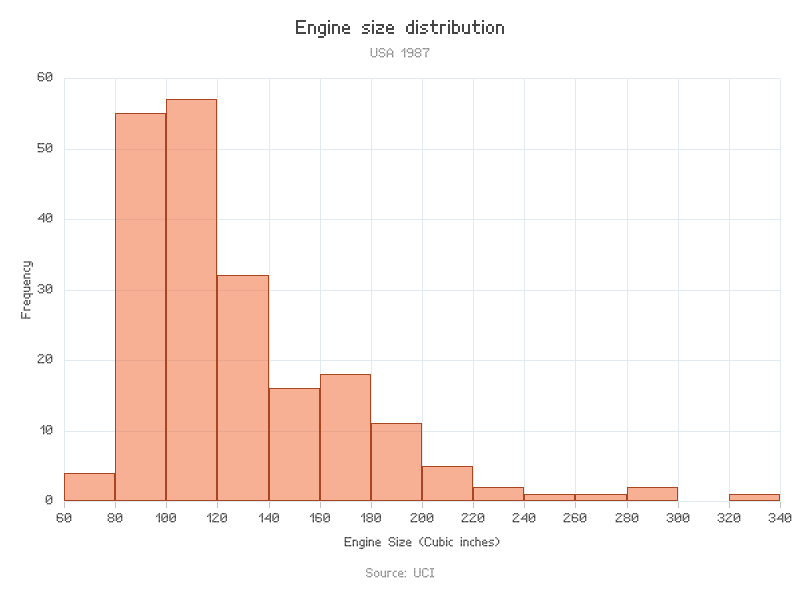 Engine size distribution
USA 1987
60
50
40
30
20
10
0
Frequency
60 80 100 120 140 160 180 200 220 240 260 280 300 320 340
Engine Size (Cubic inches)
Source: UCI